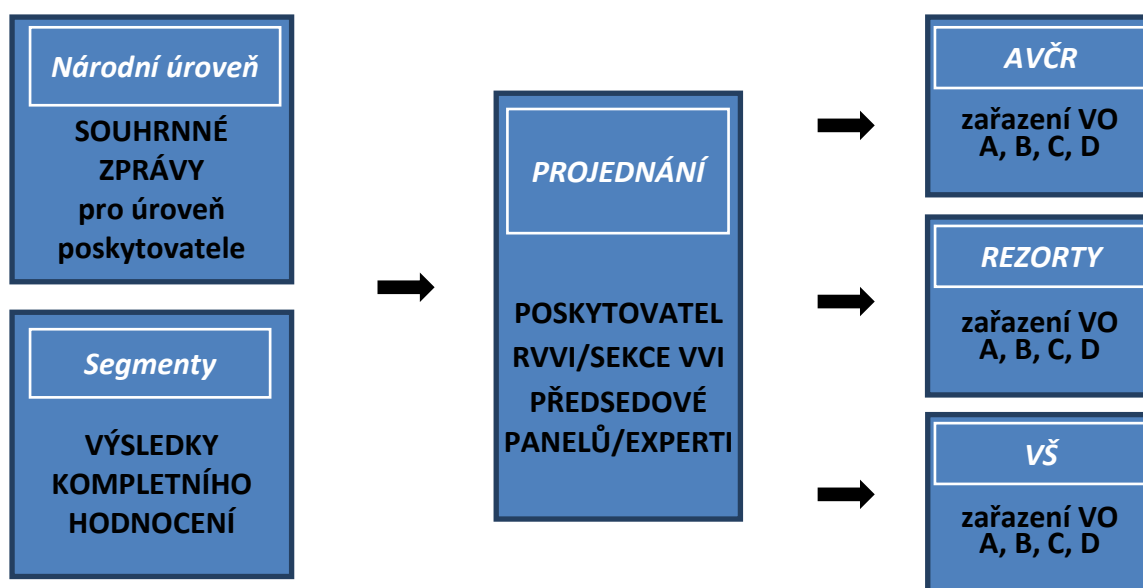 Národní úroveň
SOUHRNNÉ
ZPRÁVY
pro úroveň
poskytovatele
Segmenty
VÝSLEDKY
KOMPLETNÍHO
HODNOCENÍ
PROJEDNÁNÍ
POSKYTOVATEL
RVVI/SEKCE VVI
PŘEDSEDOVÉ
PANELŮ/EXPERTI
AVČR
zařazení VO
A, B, C, D
REZORTY
zařazení VO
A, B, C, D
VŠ
zařazení VO
A, B, C, D